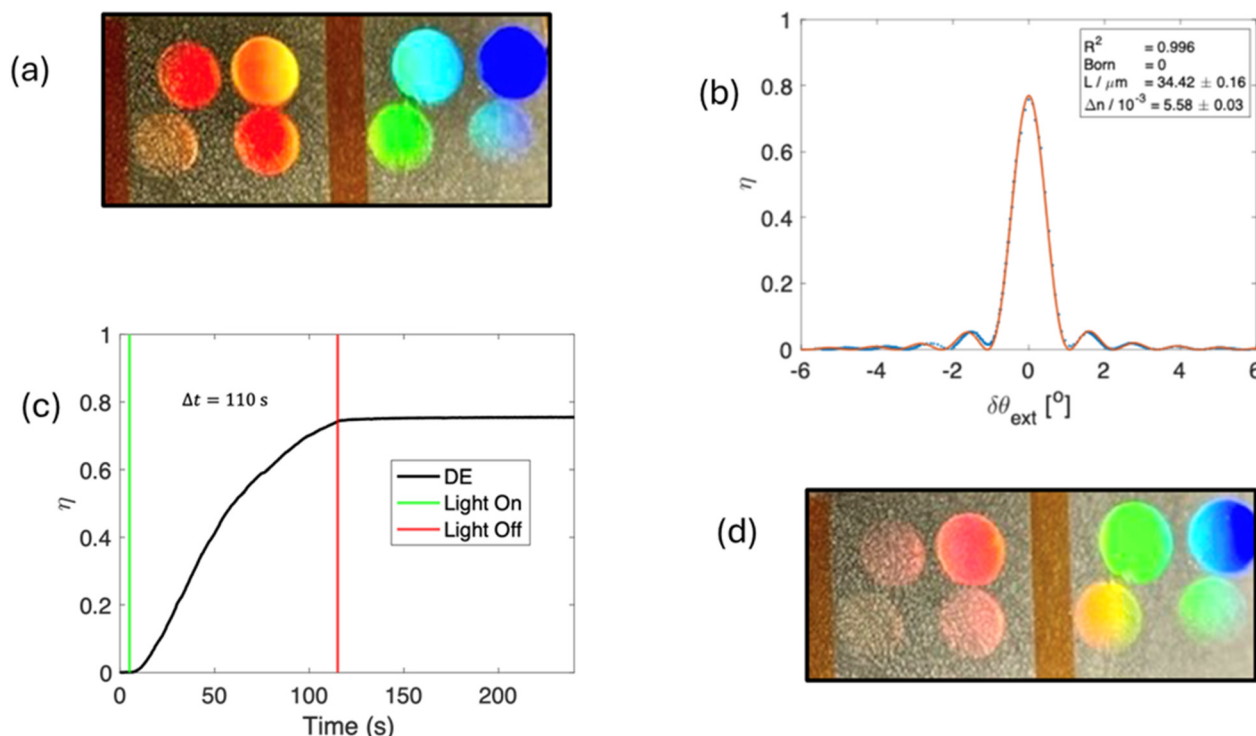 (a)
(b)
1
0.8
0.6
0.4
0.2
0
η
-6 -4 -2 0 2 4 6
δθext [o]
R2 = 0.996
Born = 0
L / μm = 34.42 ± 0.16
Δn / 10-3 = 5.58 ± 0.03
(c)
1
0.8
0.6
0.4
0.2
0
η
Δt = 110 s
DE
Light On
Light Off
0 50 100 150 200
Time (s)
(d)